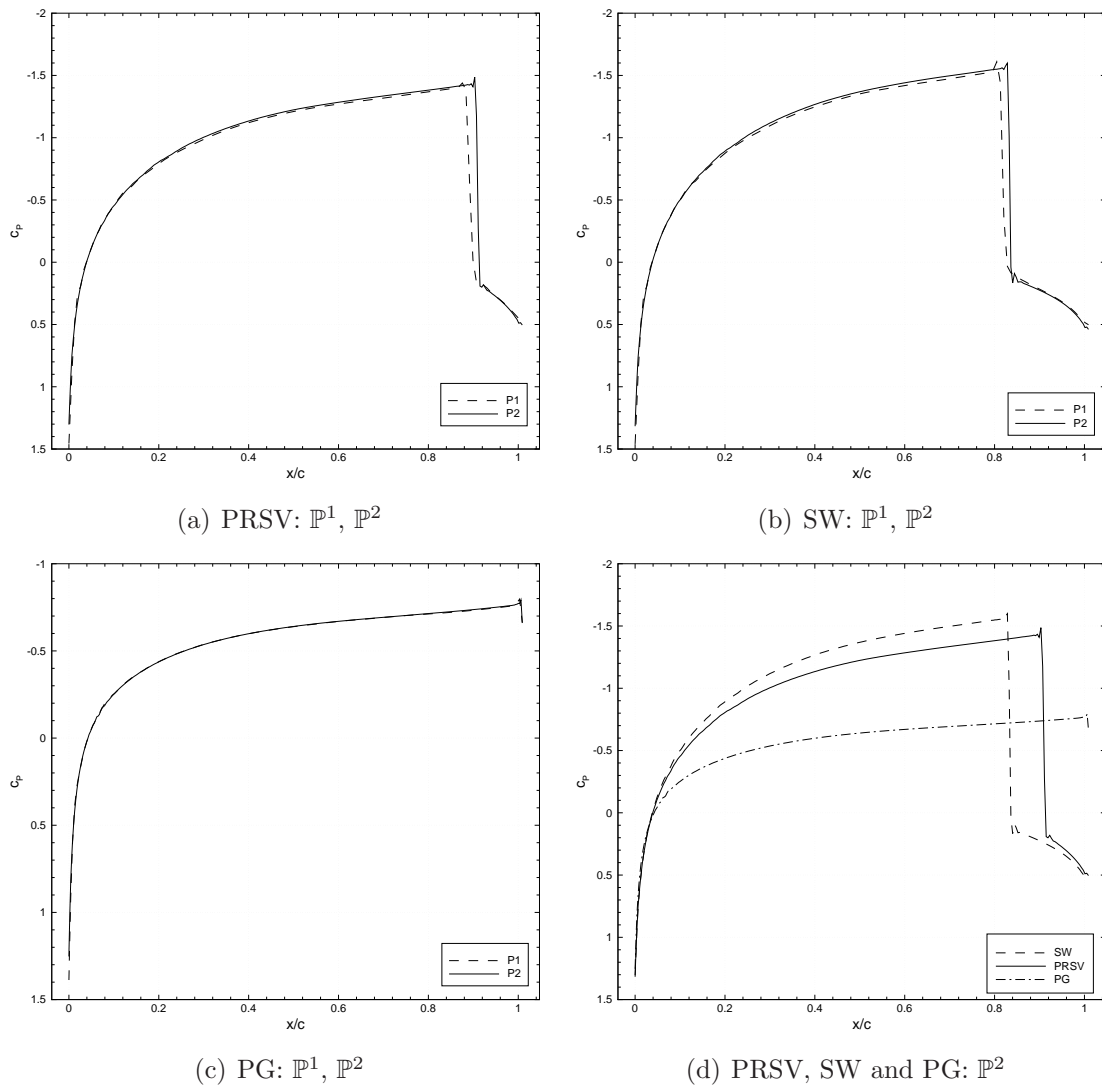 -2
-1.5
-1
-0.5
0
0.5
1
1.5
c_P
0 0.2 0.4 0.6 0.8 1
x/c
P1
P2
(a) PRSV: ℙ¹, ℙ²
-2
-1.5
-1
-0.5
0
0.5
1
1.5
c_P
0 0.2 0.4 0.6 0.8 1
x/c
P1
P2
(b) SW: ℙ¹, ℙ²
-1
-0.5
0
0.5
1
1.5
c_P
0 0.2 0.4 0.6 0.8 1
x/c
P1
P2
(c) PG: ℙ¹, ℙ²
-2
-1.5
-1
-0.5
0
0.5
1
1.5
c_P
0 0.2 0.4 0.6 0.8 1
x/c
SW
PRSV
PG
(d) PRSV, SW and PG: ℙ²